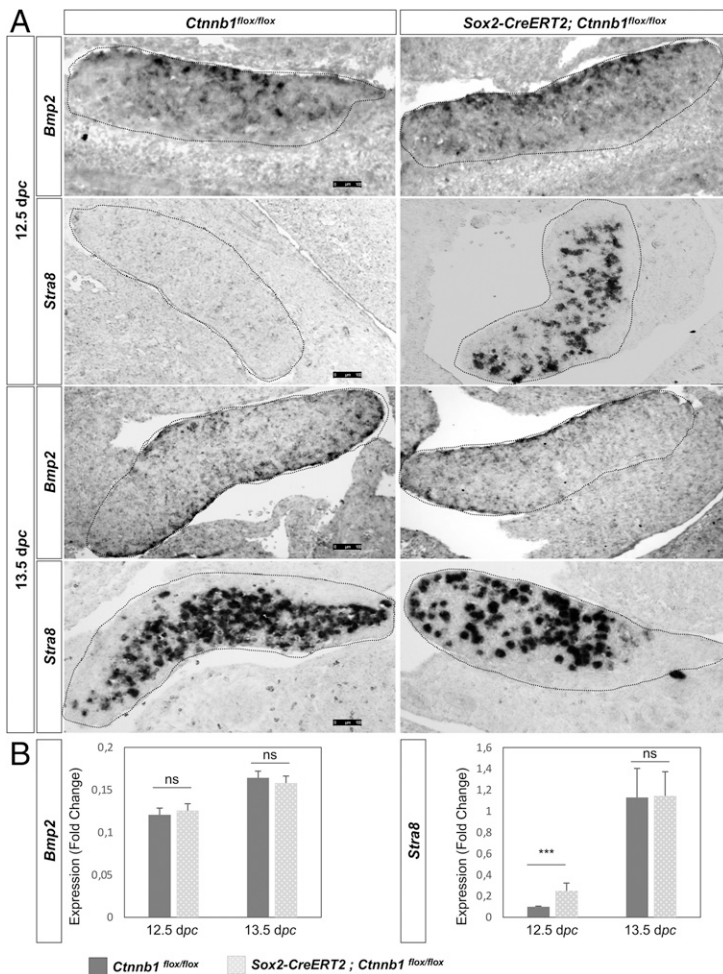 A
Ctnnb1flox/flox
Sox2-CreERT2; Ctnnb1flox/flox
12.5 dpc
Bmp2
Stra8
13.5 dpc
Bmp2
Stra8
B
Bmp2
Expression (Fold Change)
0,2
0,15
0,1
0,05
0
ns
ns
12.5 dpc
13.5 dpc
Stra8
Expression (Fold Change)
1,6
1,4
1,2
1
0,8
0,6
0,4
0,2
0
***
ns
12.5 dpc
13.5 dpc
Ctnnb1 flox/flox
Sox2-CreERT2 ; Ctnnb1 flox/flox